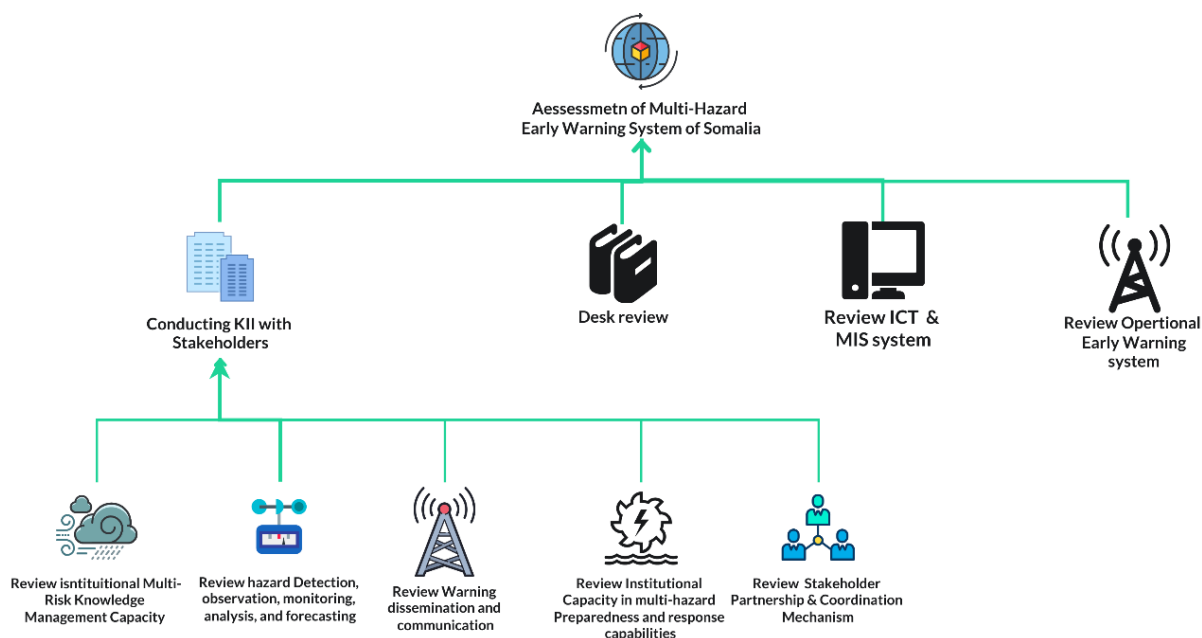 Aessessmetn of Multi-Hazard
Early Warning System of Somalia
Conducting KII with
Stakeholders
Desk review
Review ICT &
MIS system
Review Opertional
Early Warning
system
Review isntituitional Multi-
Risk Knowledge
Management Capacity
Review hazard Detection,
observation, monitoring,
analysis, and forecasting
Review Warning
dissemination and
communication
Review Institutional
Capacity in multi-hazard
Preparedness and response
capabilities
Review Stakeholder
Partnership & Coordination
Mechanism